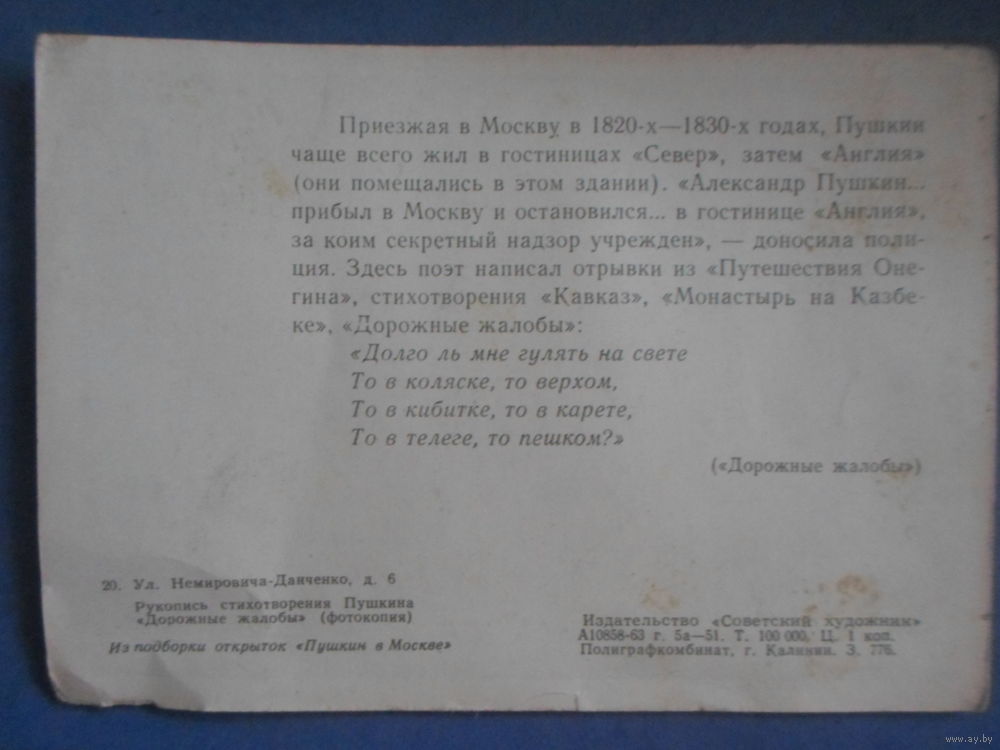 Приезжая в Москву в 1820-х—1830-х годах, Пушкин
чаще всего жил в гостиницах «Север», затем «Англия»
(они помещались в этом здании). «Александр Пушкин...
прибыл в Москву и остановился... в гостинице «Англия»,
за коим секретный надзор учрежден», — доносила поли-
ция. Здесь поэт написал отрывки из «Путешествия Оне-
гина», стихотворения «Кавказ», «Монастырь на Казбе-
ке», «Дорожные жалобы»:
«Долго ль мне гулять на свете
То в коляске, то верхом,
То в кибитке, то в карете,
То в телеге, то пешком?»
(«Дорожные жалобы»)
20. Ул. Немировича-Данченко, д. 6
Рукопись стихотворения Пушкина
«Дорожные жалобы» (фотокопия)
Из подборки открыток «Пушкин в Москве»
Издательство «Советский художник»
А10858-63 г. 5а—51. Т. 100 000. Ц. 1 коп.
Полиграфкомбинат, г. Калинин. З. 776.
www.ay.by